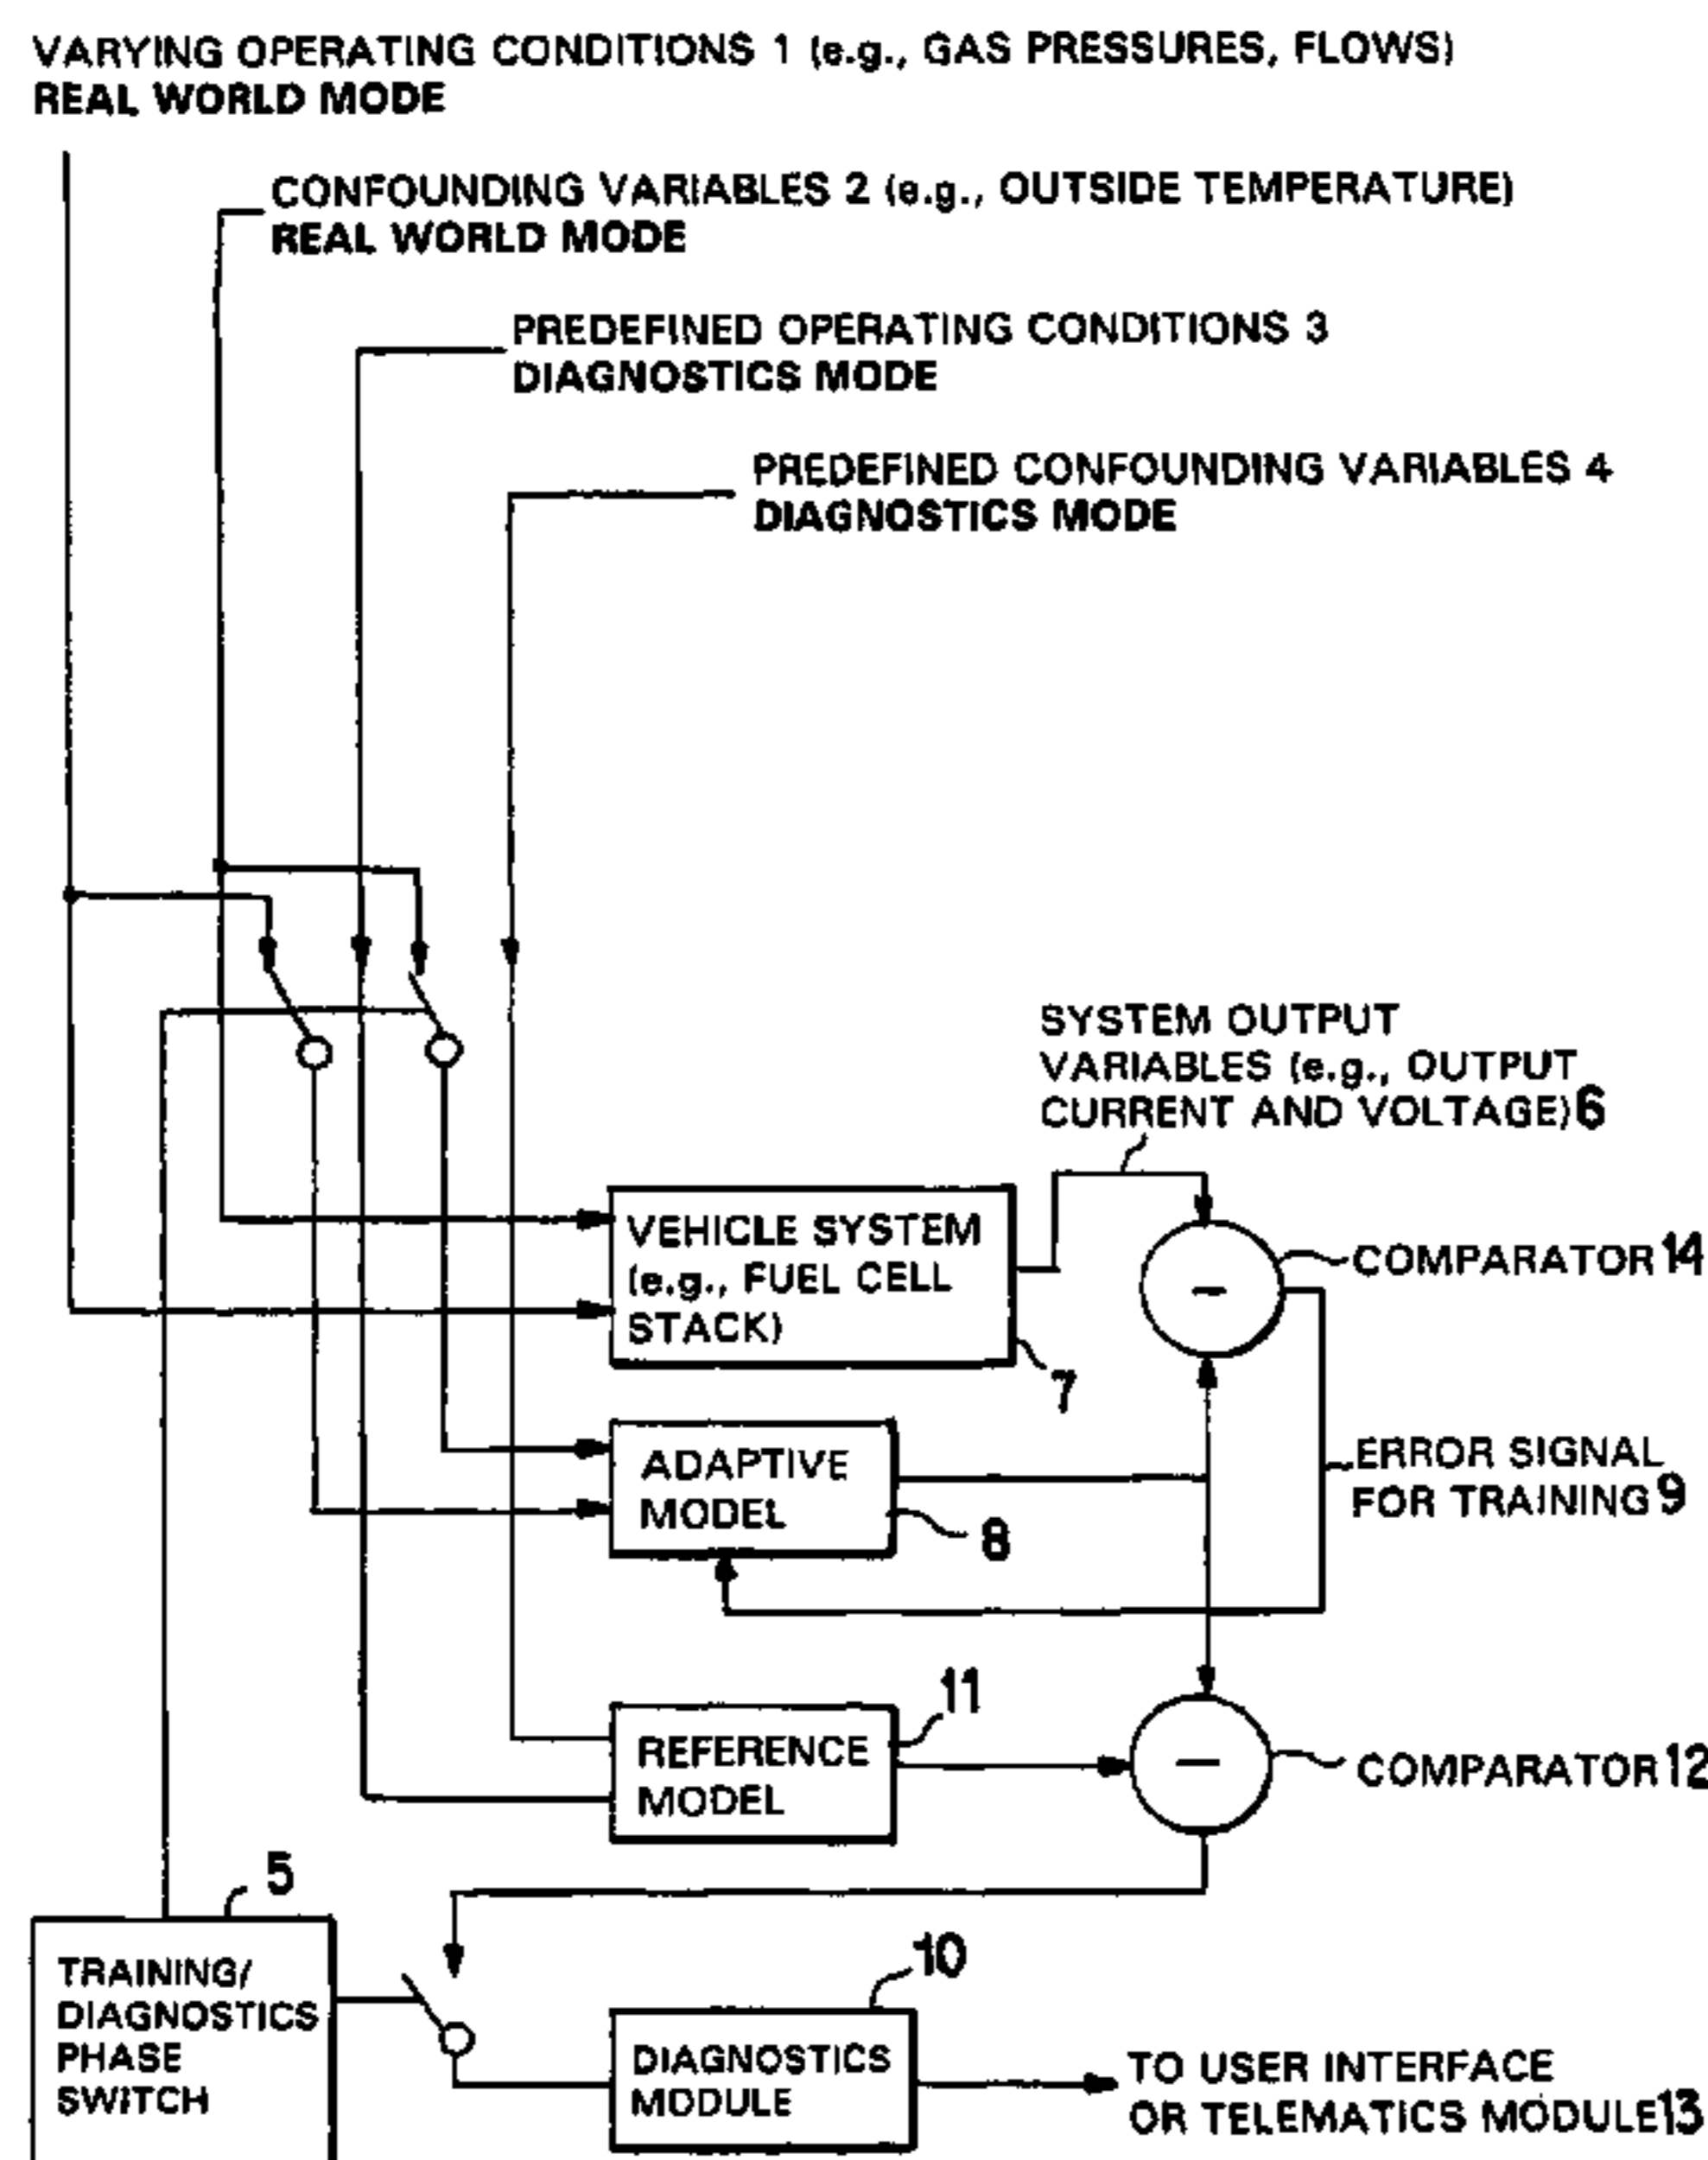 VARYING OPERATING CONDITIONS 1 (e.g., GAS PRESSURES, FLOWS)
REAL WORLD MODE
CONFOUNDING VARIABLES 2 (e.g., OUTSIDE TEMPERATURE)
REAL WORLD MODE
PREDEFINED OPERATING CONDITIONS 3
DIAGNOSTICS MODE
PREDEFINED CONFOUNDING VARIABLES 4
DIAGNOSTICS MODE
SYSTEM OUTPUT
VARIABLES (e.g., OUTPUT
CURRENT AND VOLTAGE) 6
VEHICLE SYSTEM
(e.g., FUEL CELL
STACK)
7
COMPARATOR 14
ADAPTIVE
MODEL
8
ERROR SIGNAL
FOR TRAINING 9
11
REFERENCE
MODEL
COMPARATOR 12
5
TRAINING/
DIAGNOSTICS
PHASE
SWITCH
10
DIAGNOSTICS
MODULE
TO USER INTERFACE
OR TELEMATICS MODULE 13